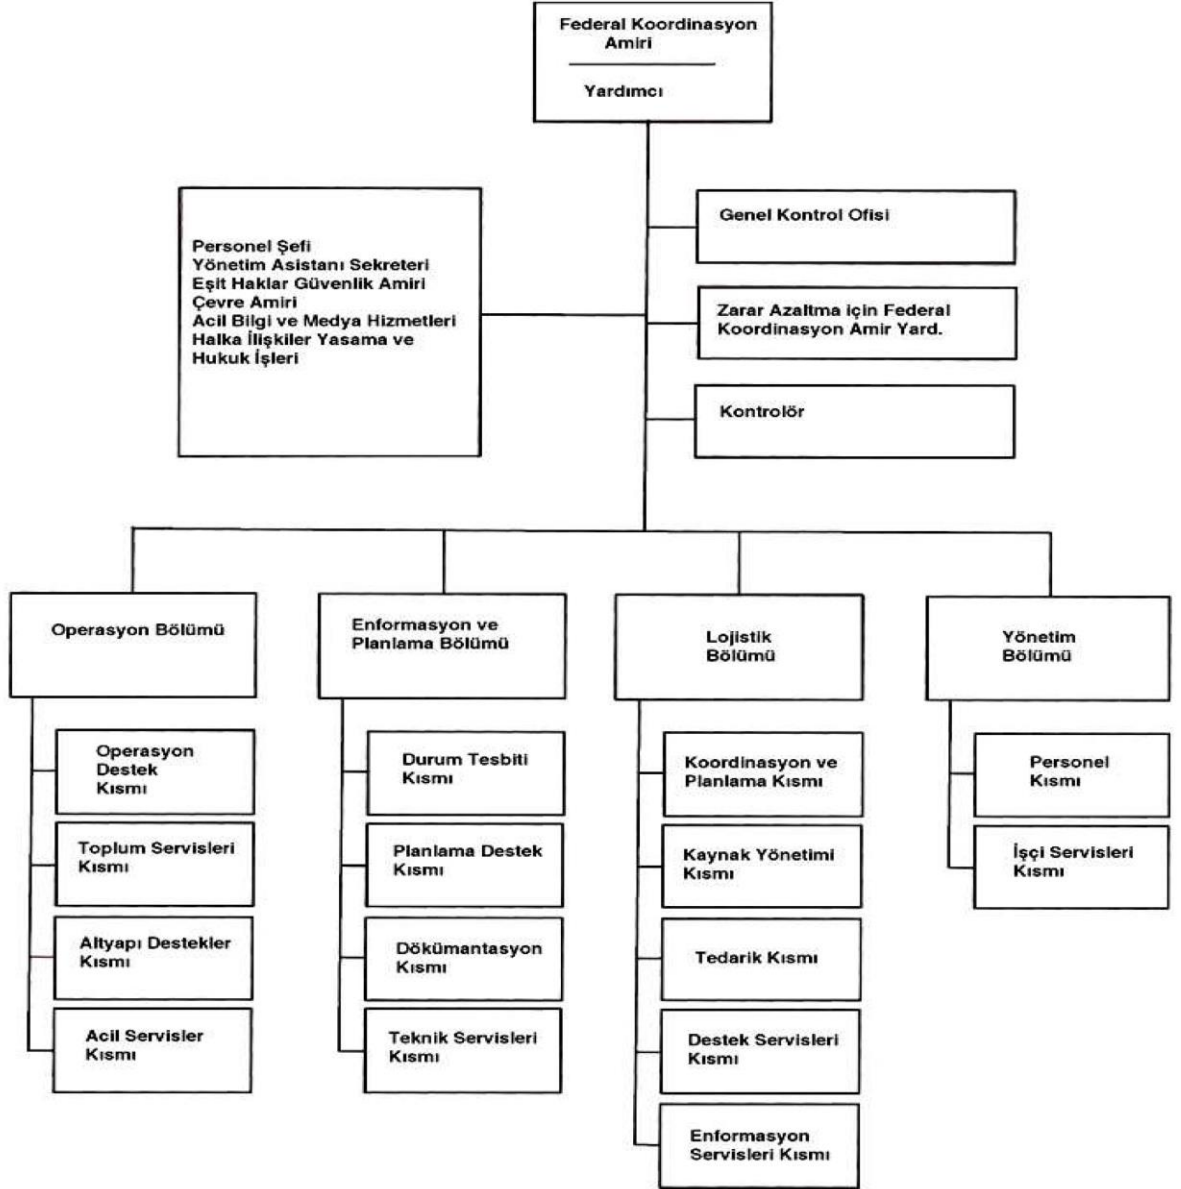 Federal Koordinasyon
Amiri
Yardımcı
Personel Şefi
Yönetim Asistanı Sekreteri
Eşit Haklar Güvenlik Amiri
Çevre Amiri
Acil Bilgi ve Medya Hizmetleri
Halka İlişkiler Yasama ve
Hukuk İşleri
Genel Kontrol Ofisi
Zarar Azaltma için Federal
Koordinasyon Amir Yard.
Kontrolör
Operasyon Bölümü
Operasyon
Destek
Kısmı
Toplum Servisleri
Kısmı
Altyapı Destekler
Kısmı
Acil Servisler
Kısmı
Enformasyon ve
Planlama Bölümü
Durum Tesbiti
Kısmı
Planlama Destek
Kısmı
Dökümantasyon
Kısmı
Teknik Servisleri
Kısmı
Lojistik
Bölümü
Koordinasyon ve
Planlama Kısmı
Kaynak Yönetimi
Kısmı
Tedarik Kısmı
Destek Servisleri
Kısmı
Enformasyon
Servisleri Kısmı
Yönetim
Bölümü
Personel
Kısmı
İşçi Servisleri
Kısmı